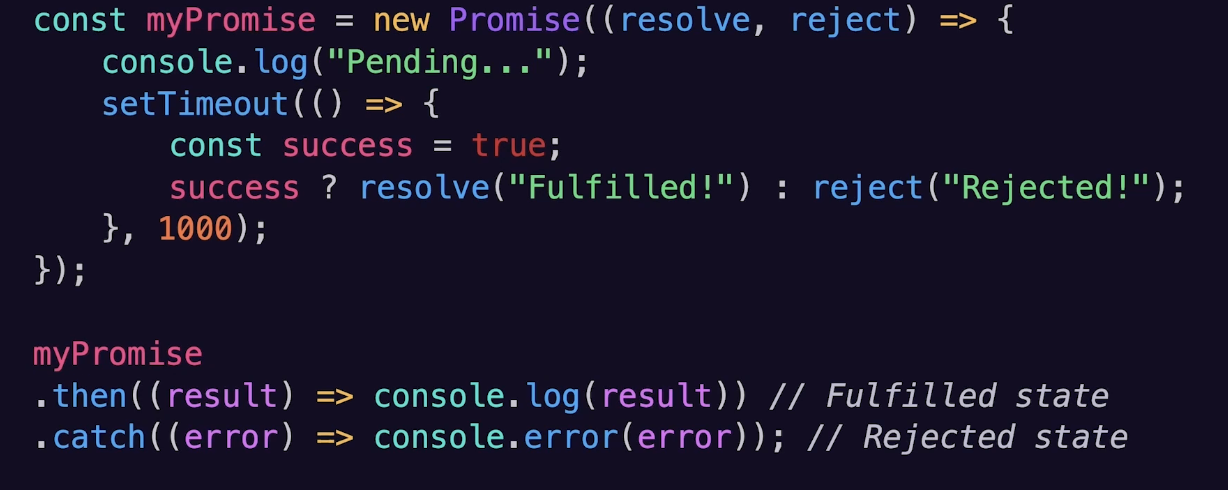 const myPromise = new Promise((resolve, reject) => {
    console.log("Pending...");
    setTimeout(() => {
        const success = true;
        success ? resolve("Fulfilled!") : reject("Rejected!");
    }, 1000);
});

myPromise
.then((result) => console.log(result)) // Fulfilled state
.catch((error) => console.error(error)); // Rejected state